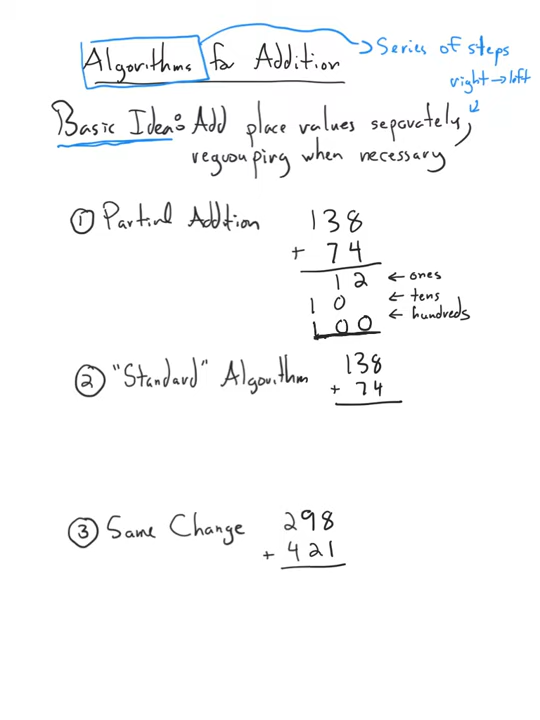 Algorithms for Addition → Series of steps
right → left
Basic Idea: Add place values separately,
regrouping when necessary
① Partial Addition 138
+ 74
12 ← ones
10 ← tens
100 ← hundreds
② "Standard" Algorithm 138
+ 74
③ Same Change 298
+ 421